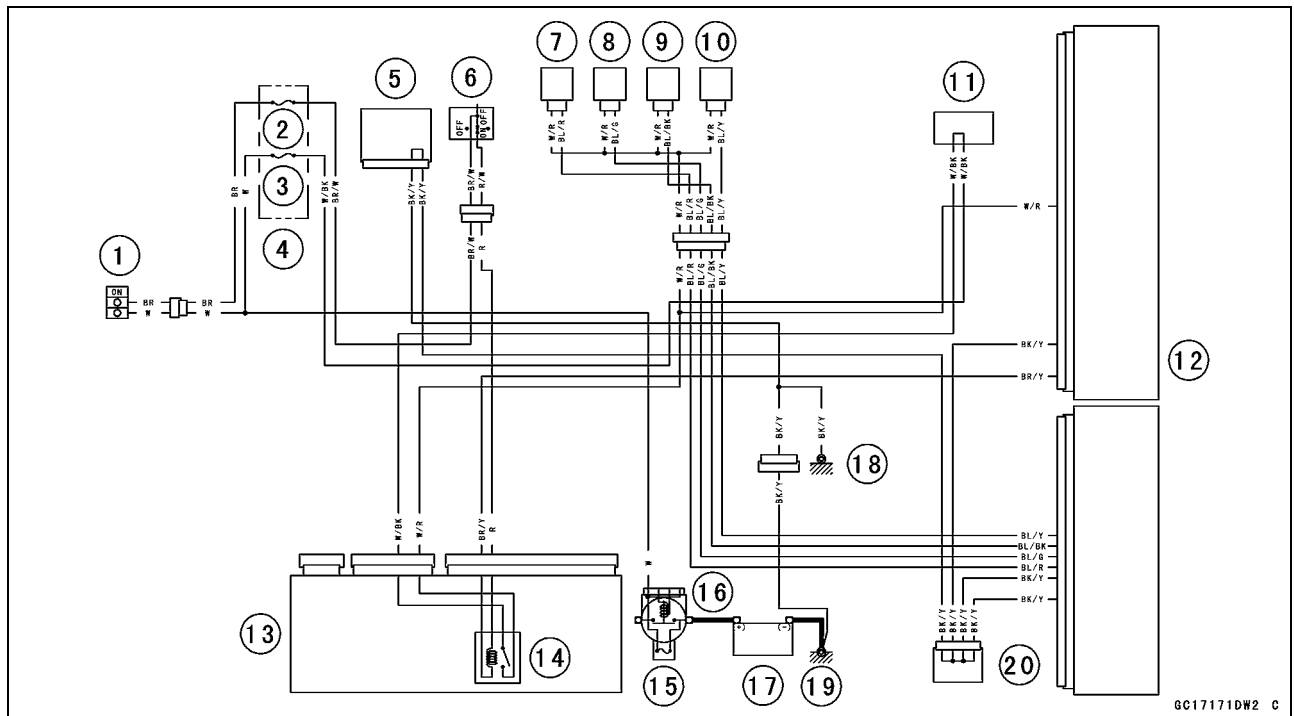 7 8 9 10
5 6 11
OFF OFF
ON
2
3
4
BR W W/BK BR/W
BK/Y BK/Y
BR/W R/W
BR/W R
W/R BL/R W/R BL/G W/R BL/BK W/R BL/Y
W/R BL/R BL/G BL/BK BL/Y
W/R BL/R BL/G BL/BK BL/Y
W/BK W/BK
W/R
1
ON
BR BR
W W
BK/Y
BR/Y
12
BK/Y BK/Y
18
BK/Y
W/BK W/R BR/Y R
W
BL/Y
BL/BK
BL/G
BL/R
BK/Y
BK/Y
BK/Y BK/Y BK/Y BK/Y
16
+ −
13 14 15 17 19 20
GC17171DW2 C